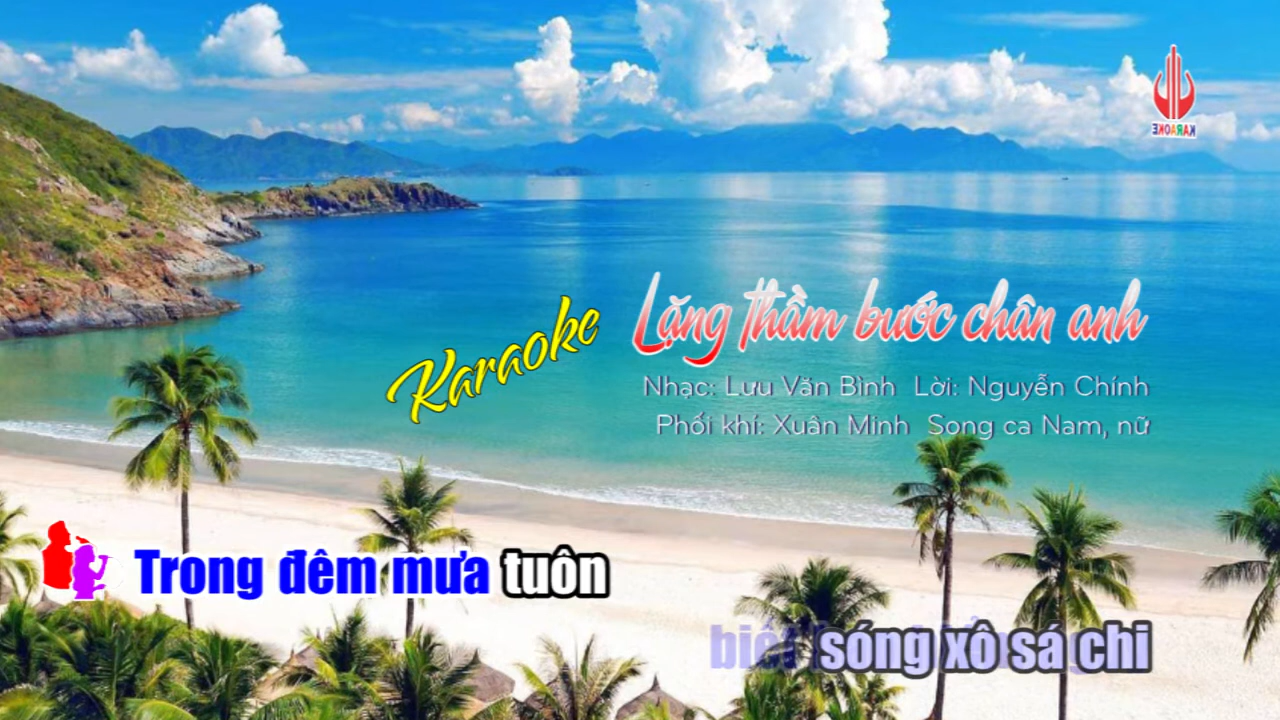 KARAOKE
Karaoke
Lặng thầm bước chân anh
Nhạc: Lưu Văn Bình Lời: Nguyễn Chính
Phối khí: Xuân Minh Song ca Nam, nữ
Trong đêm mưa tuôn
sóng xô sá chi